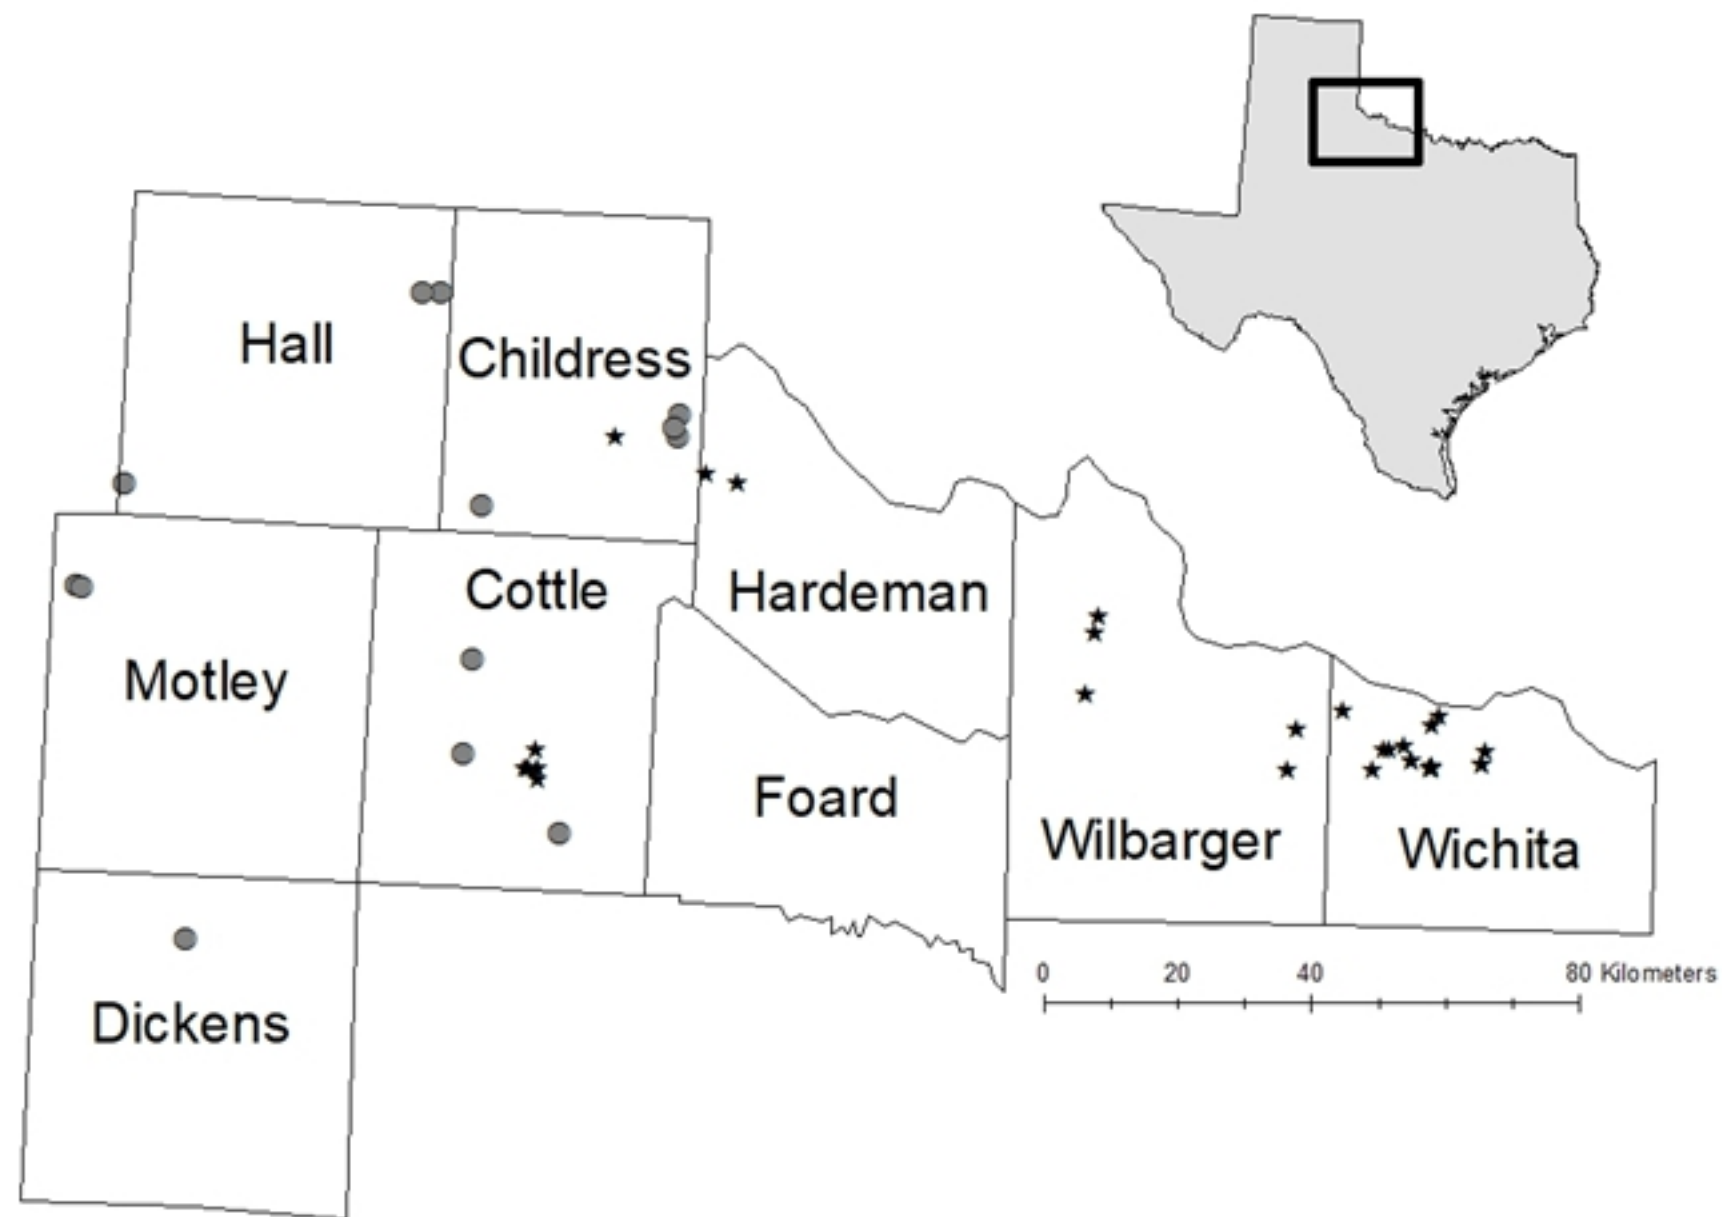 Hall
Childress
Cottle
Hardeman
Motley
Foard
Wilbarger
Wichita
0 20 40 80 Kilometers
Dickens